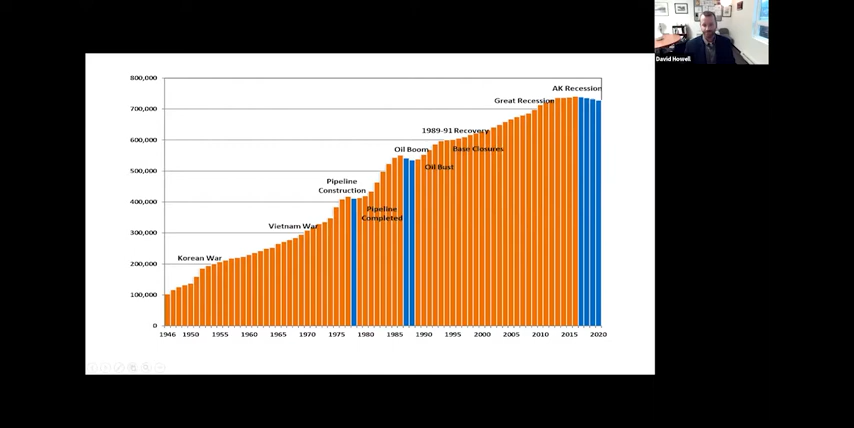 David Howell
800,000
AK Recession
700,000
Great Recession
1989-91 Recovery
600,000
Oil Boom
Base Closures
500,000
Oil Bust
Pipeline
Construction
400,000
Pipeline
Completed
Vietnam War
300,000
Korean War
200,000
100,000
0
1946 1950 1955 1960 1965 1970 1975 1980 1985 1990 1995 2000 2005 2010 2015 2020